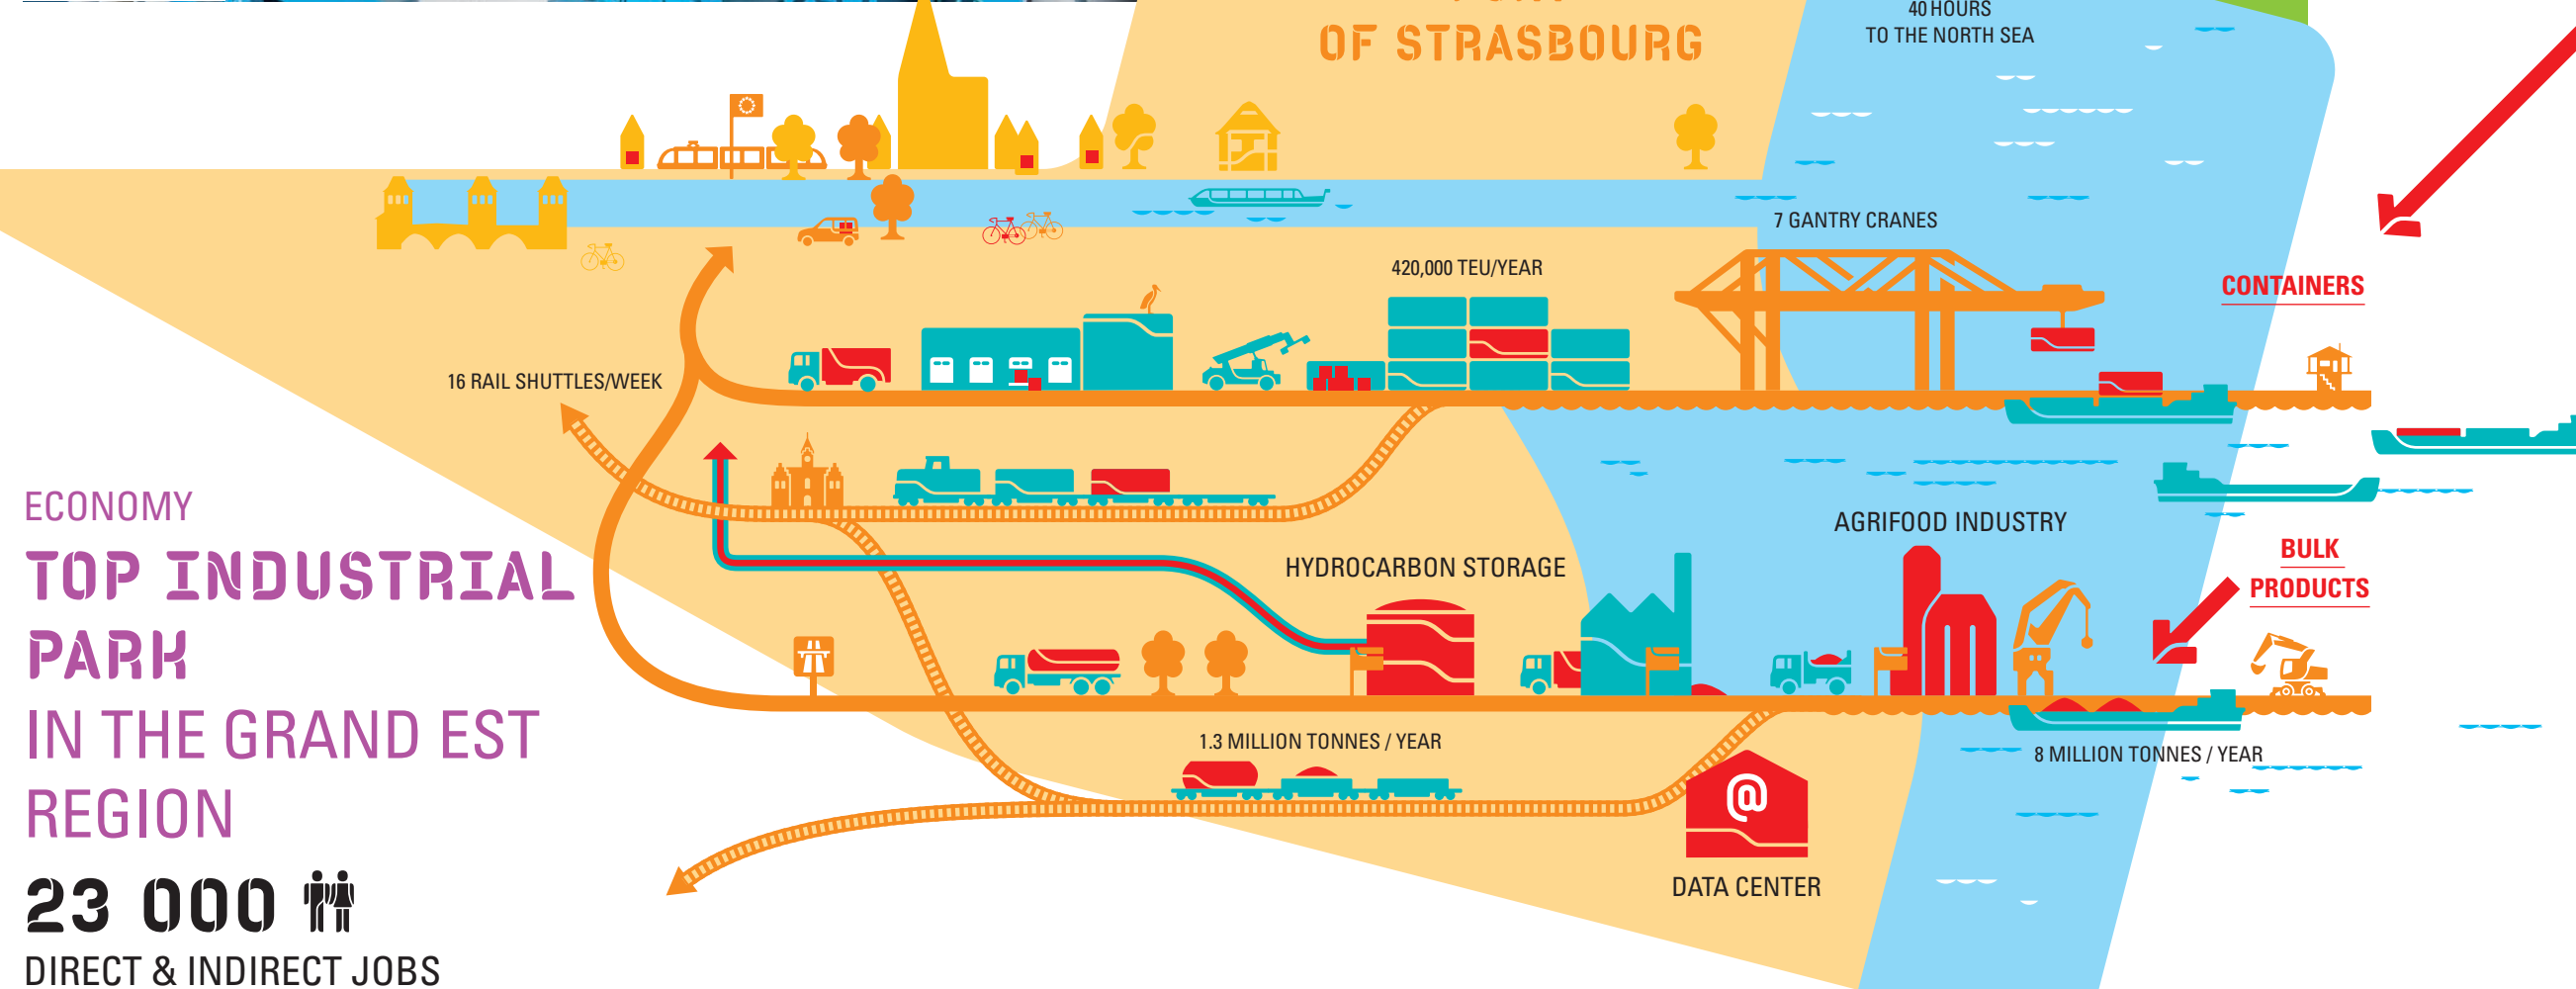 OF STRASBOURG
40 HOURS
TO THE NORTH SEA
7 GANTRY CRANES
420,000 TEU/YEAR
CONTAINERS
16 RAIL SHUTTLES/WEEK
ECONOMY
TOP INDUSTRIAL
PARK
IN THE GRAND EST
REGION
23 000
DIRECT & INDIRECT JOBS
AGRIFOOD INDUSTRY
HYDROCARBON STORAGE
BULK
PRODUCTS
1.3 MILLION TONNES / YEAR
8 MILLION TONNES / YEAR
@
DATA CENTER